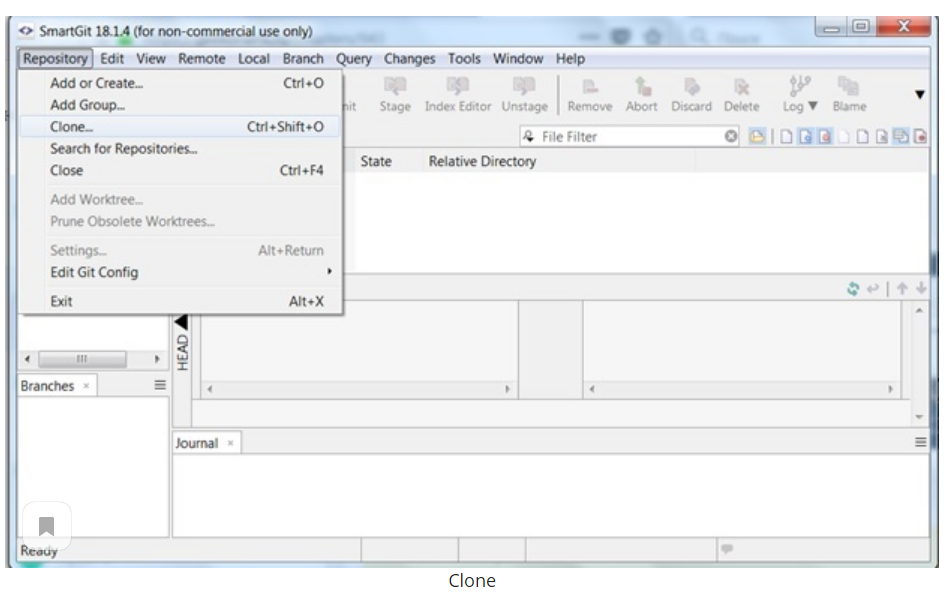 SmartGit 18.1.4 (for non-commercial use only)
Repository Edit View Remote Local Branch Query Changes Tools Window Help
Add or Create... Ctrl+O
Add Group...
Clone... Ctrl+Shift+O
Search for Repositories...
Close Ctrl+F4
Add Worktree...
Prune Obsolete Worktrees...
Settings... Alt+Return
Edit Git Config
Exit Alt+X
Stage Index Editor Unstage Remove Abort Discard Delete Log Blame
File Filter
State Relative Directory
HEAD
Branches
Journal
Ready
Clone